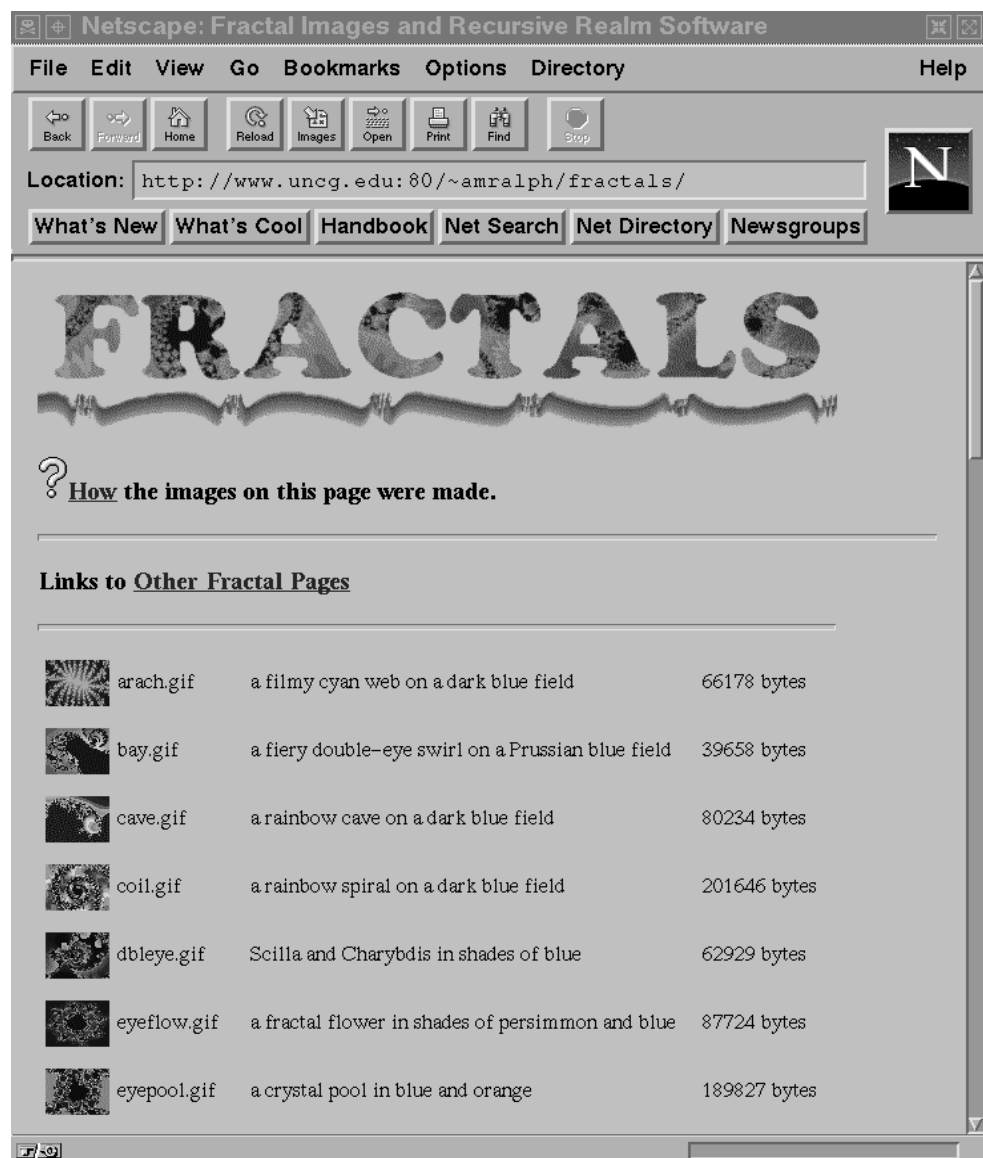 Netscape: Fractal Images and Recursive Realm Software
File Edit View Go Bookmarks Options Directory Help
Back Forward Home Reload Images Open Print Find Stop
Location: http://www.uncg.edu:80/~amralph/fractals/
N
What's New What's Cool Handbook Net Search Net Directory Newsgroups
FRACTALS
?How the images on this page were made.
Links to Other Fractal Pages
arach.gif a filmy cyan web on a dark blue field 66178 bytes
bay.gif a fiery double-eye swirl on a Prussian blue field 39658 bytes
cave.gif a rainbow cave on a dark blue field 80234 bytes
coil.gif a rainbow spiral on a dark blue field 201646 bytes
dbleye.gif Scilla and Charybdis in shades of blue 62929 bytes
eyeflow.gif a fractal flower in shades of persimmon and blue 87724 bytes
eyepool.gif a crystal pool in blue and orange 189827 bytes